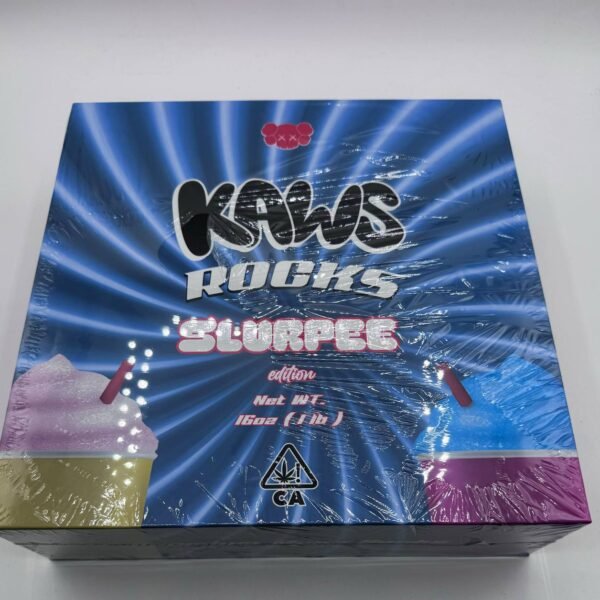 KAWS
ROCKS
SLURPEE
edition
Net WT.
16oz ( 1 lb )
CA